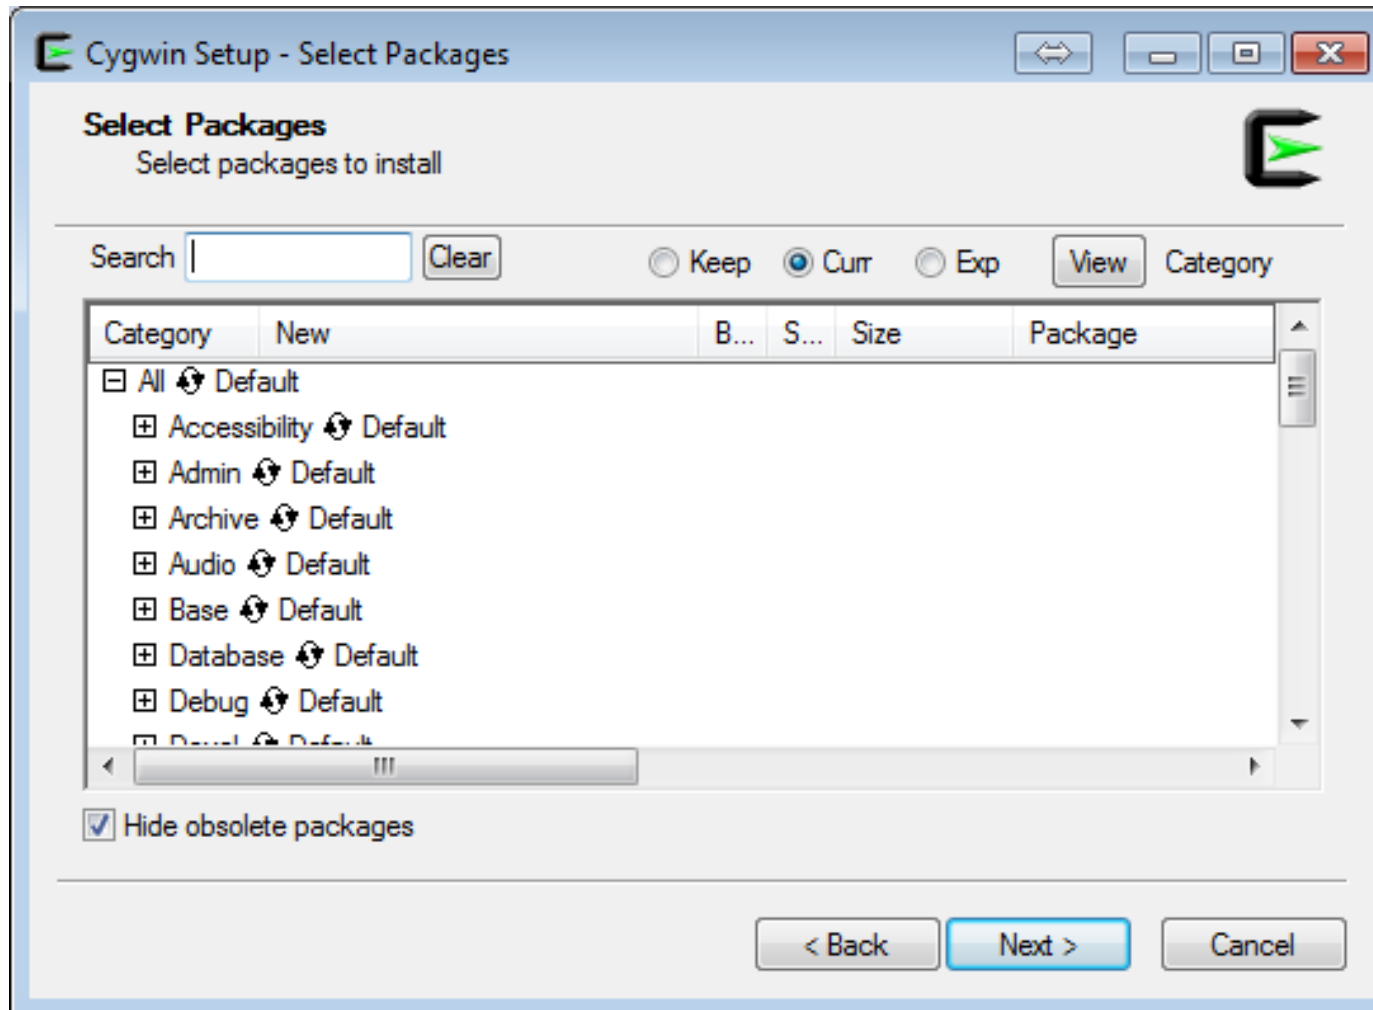 Cygwin Setup - Select Packages
Select Packages
Select packages to install
Search Clear Keep Curr Exp View Category
Category New B... S... Size Package
All Default
Accessibility Default
Admin Default
Archive Default
Audio Default
Base Default
Database Default
Debug Default
Devel Default
Hide obsolete packages
< Back Next > Cancel